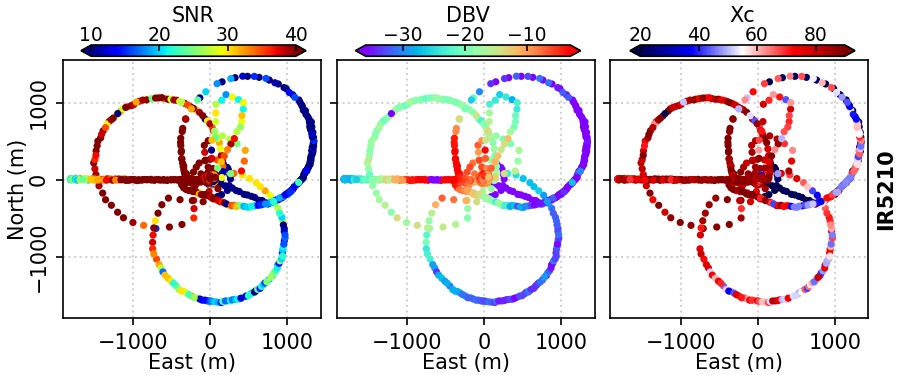 SNR DBV Xc
10 20 30 40 −30 −20 −10 20 40 60 80
1000
0
−1000
North (m)
IR5210
−1000 0 1000 −1000 0 1000 −1000 0 1000
East (m) East (m) East (m)